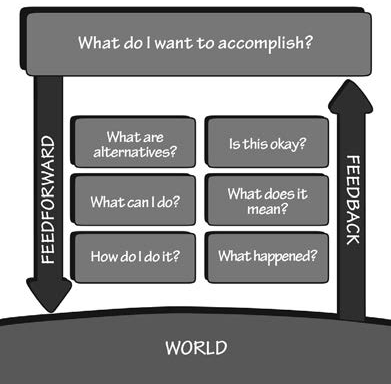 What do I want to accomplish?
FEEDFORWARD
What are
alternatives?
Is this okay?
What can I do?
What does it
mean?
How do I do it?
What happened?
FEEDBACK
WORLD